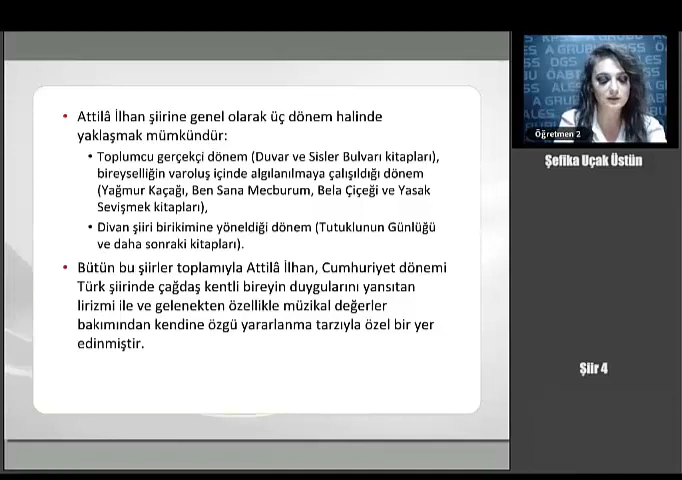 • Attilâ İlhan şiirine genel olarak üç dönem halinde
yaklaşmak mümkündür:
• Toplumcu gerçekçi dönem (Duvar ve Sisler Bulvarı kitapları),
bireyselliğin varoluş içinde algılanılmaya çalışıldığı dönem
(Yağmur Kaçağı, Ben Sana Mecburum, Bela Çiçeği ve Yasak
Sevişmek kitapları),
• Divan şiiri birikimine yöneldiği dönem (Tutuklunun Günlüğü
ve daha sonraki kitapları).
• Bütün bu şiirler toplamıyla Attilâ İlhan, Cumhuriyet dönemi
Türk şiirinde çağdaş kentli bireyin duygularını yansıtan
lirizmi ile ve gelenekten özellikle müzikal değerler
bakımından kendine özgü yararlanma tarzıyla özel bir yer
edinmiştir.
Öğretmen 2
Şefika Uçak Üstün
Şiir 4